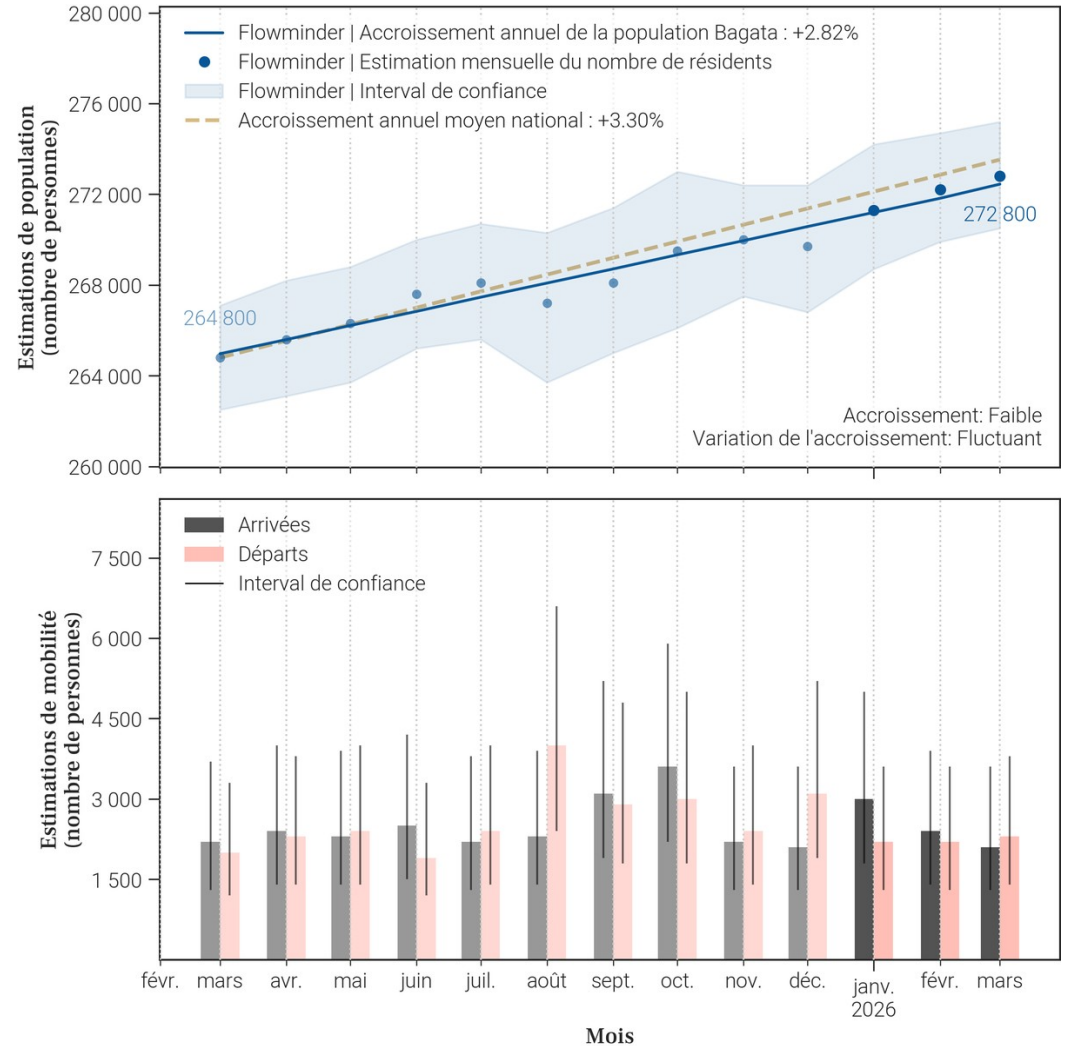 280 000
276 000
272 000
268 000
264 000
260 000
Estimations de population
(nombre de personnes)
Flowminder | Accroissement annuel de la population Bagata : +2.82%
Flowminder | Estimation mensuelle du nombre de résidents
Flowminder | Interval de confiance
Accroissement annuel moyen national : +3.30%
264 800
272 800
Accroissement: Faible
Variation de l'accroissement: Fluctuant
7 500
6 000
4 500
3 000
1 500
Estimations de mobilité
(nombre de personnes)
Arrivées
Départs
Interval de confiance
févr. mars avr. mai juin juil. août sept. oct. nov. déc. janv. févr. mars
2026
Mois